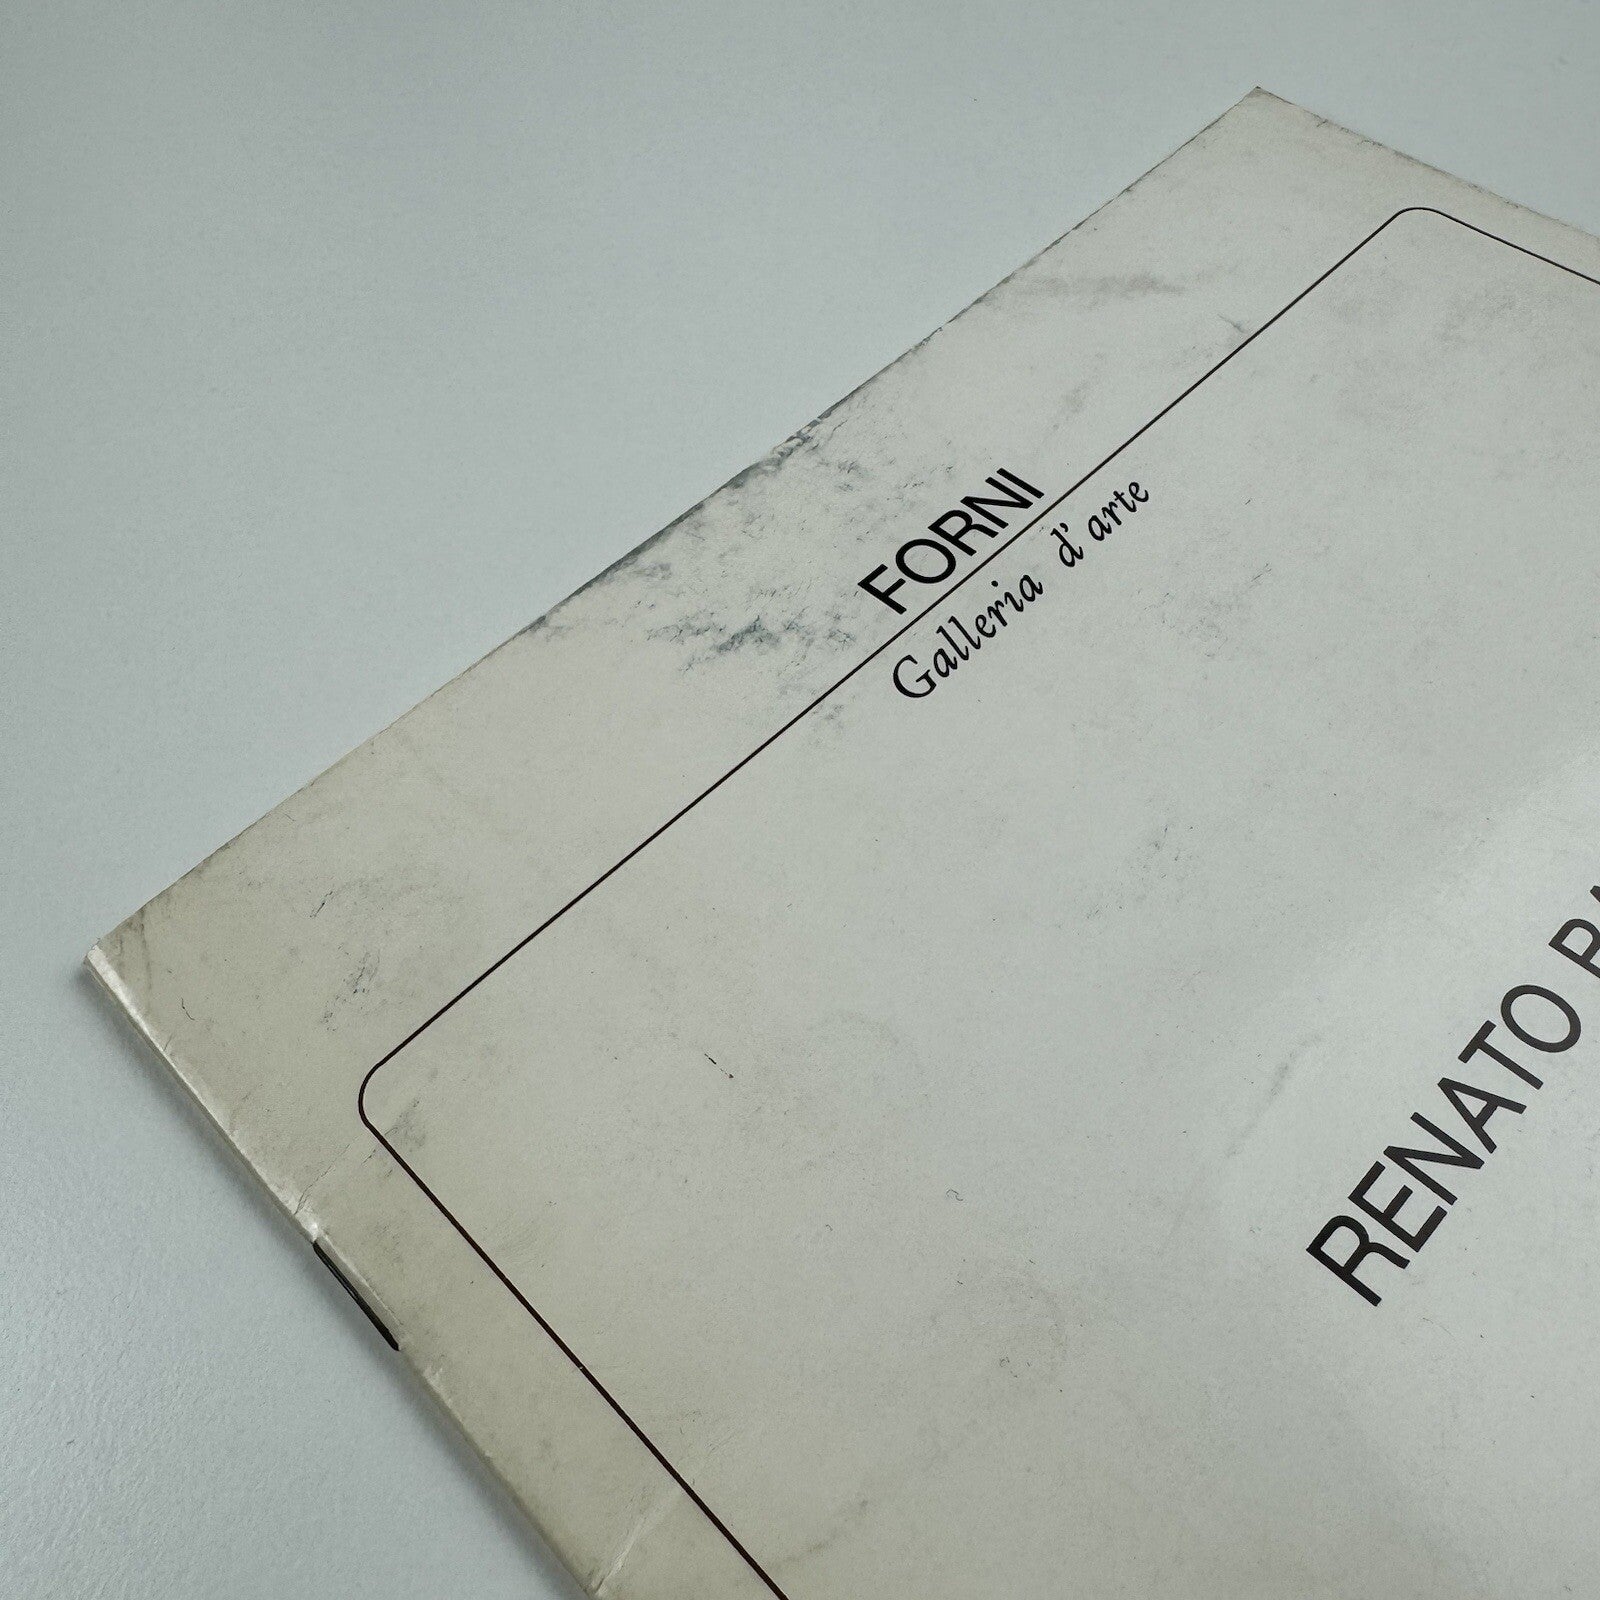 FORNI
Galleria d'arte
RENATO